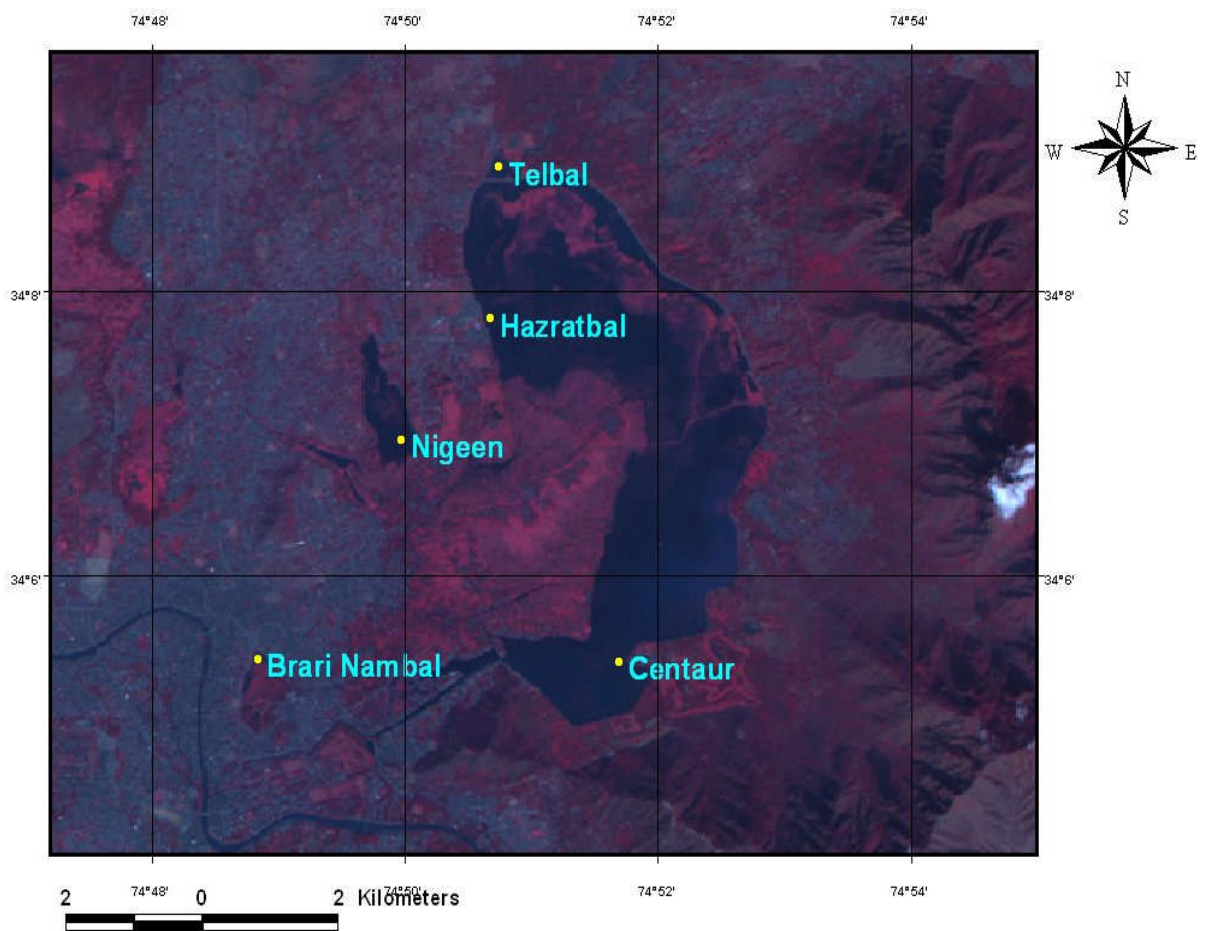 74°48' 74°50' 74°52' 74°54'
N
W E
S
Telbal
34°8' 34°8'
Hazratbal
Nigeen
34°6' 34°6'
Brari Nambal
Centaur
74°48' 74°50' 74°52' 74°54'
2 0 2 Kilometers